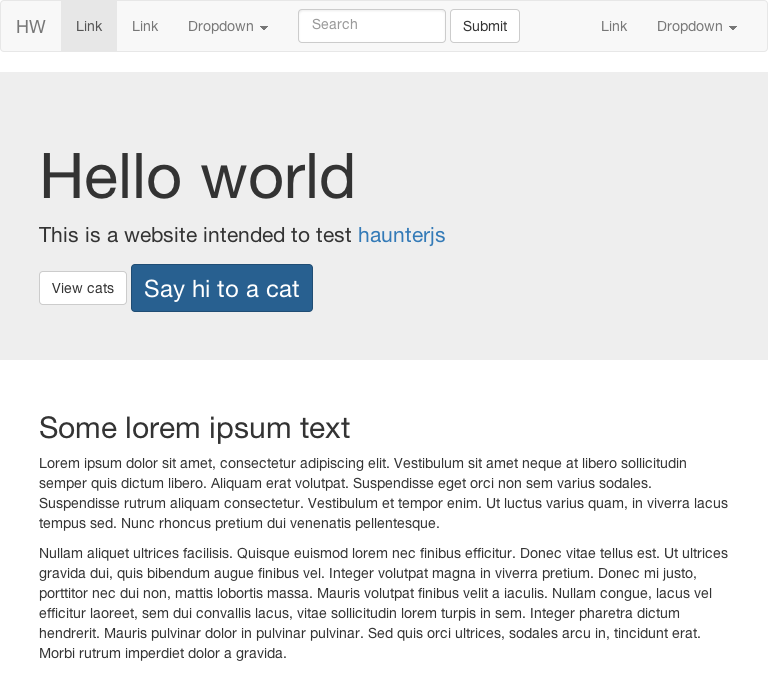 HW Link Link Dropdown Search Submit Link Dropdown
Hello world
This is a website intended to test haunterjs
View cats Say hi to a cat
Some lorem ipsum text
Lorem ipsum dolor sit amet, consectetur adipiscing elit. Vestibulum sit amet neque at libero sollicitudin
semper quis dictum libero. Aliquam erat volutpat. Suspendisse eget orci non sem varius sodales.
Suspendisse rutrum aliquam consectetur. Vestibulum et tempor enim. Ut luctus varius quam, in viverra lacus
tempus sed. Nunc rhoncus pretium dui venenatis pellentesque.
Nullam aliquet ultrices facilisis. Quisque euismod lorem nec finibus efficitur. Donec vitae tellus est. Ut ultrices
gravida dui, quis bibendum augue finibus vel. Integer volutpat magna in viverra pretium. Donec mi justo,
porttitor nec dui non, mattis lobortis massa. Mauris volutpat finibus velit a iaculis. Nullam congue, lacus vel
efficitur laoreet, sem dui convallis lacus, vitae sollicitudin lorem turpis in sem. Integer pharetra dictum
hendrerit. Mauris pulvinar dolor in pulvinar pulvinar. Sed quis orci ultrices, sodales arcu in, tincidunt erat.
Morbi rutrum imperdiet dolor a gravida.